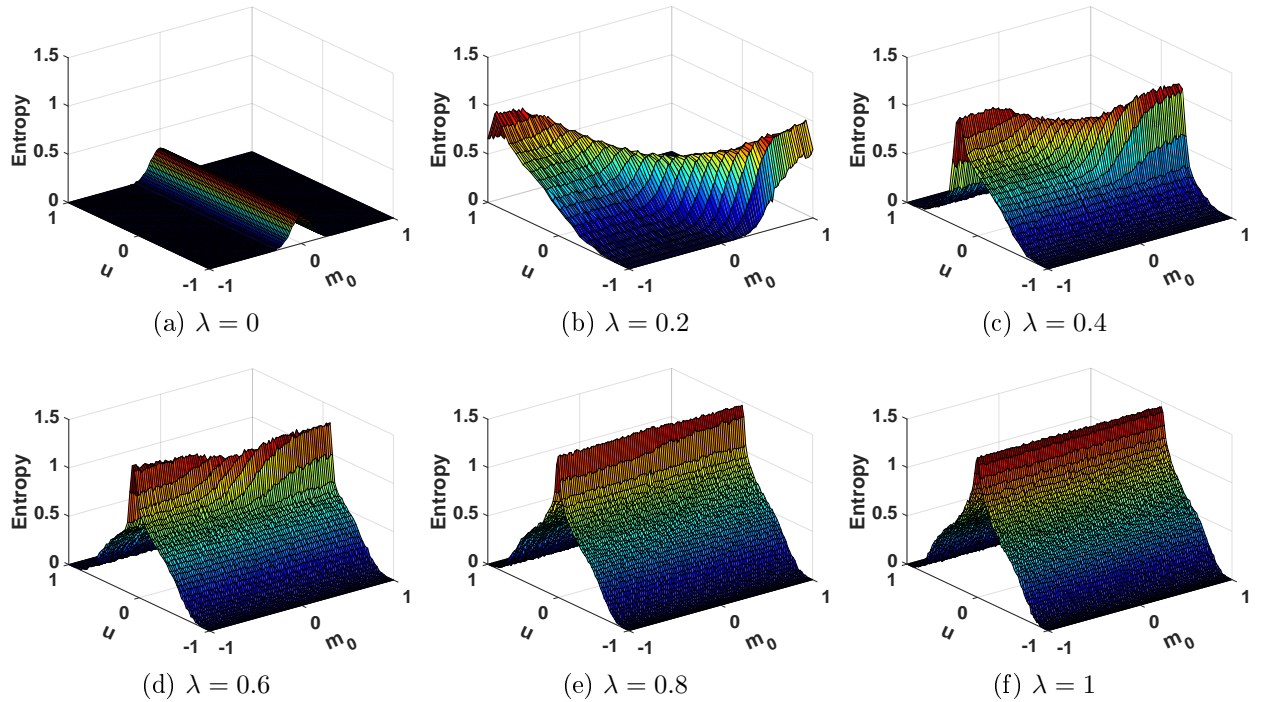 1.5
1
0.5
0
Entropy
1
0
-1
u
-1
0
1
m0
(a) λ = 0
1.5
1
0.5
0
Entropy
1
0
-1
u
-1
0
1
m0
(b) λ = 0.2
1.5
1
0.5
0
Entropy
1
0
-1
u
-1
0
1
m0
(c) λ = 0.4
1.5
1
0.5
0
Entropy
1
0
-1
u
-1
0
1
m0
(d) λ = 0.6
1.5
1
0.5
0
Entropy
1
0
-1
u
-1
0
1
m0
(e) λ = 0.8
1.5
1
0.5
0
Entropy
1
0
-1
u
-1
0
1
m0
(f) λ = 1